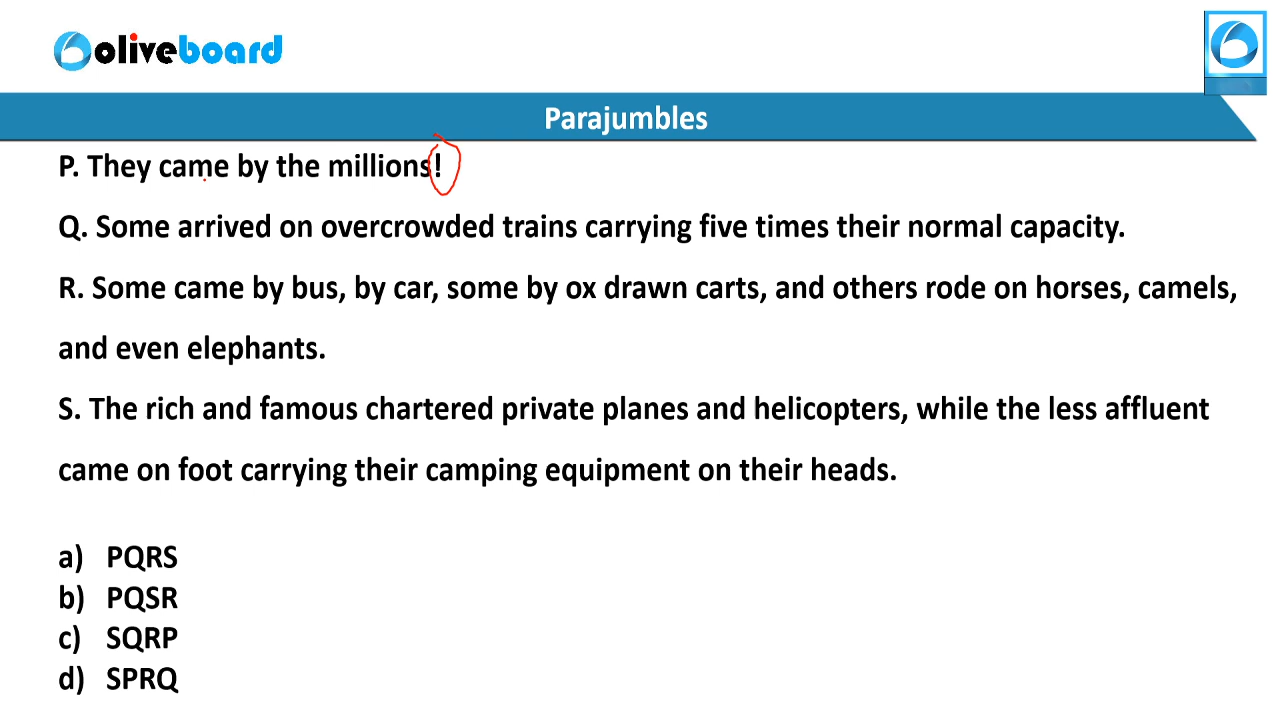 oliveboard
Parajumbles
P. They came by the millions!
Q. Some arrived on overcrowded trains carrying five times their normal capacity.
R. Some came by bus, by car, some by ox drawn carts, and others rode on horses, camels,
and even elephants.
S. The rich and famous chartered private planes and helicopters, while the less affluent
came on foot carrying their camping equipment on their heads.
a) PQRS
b) PQSR
c) SQRP
d) SPRQ